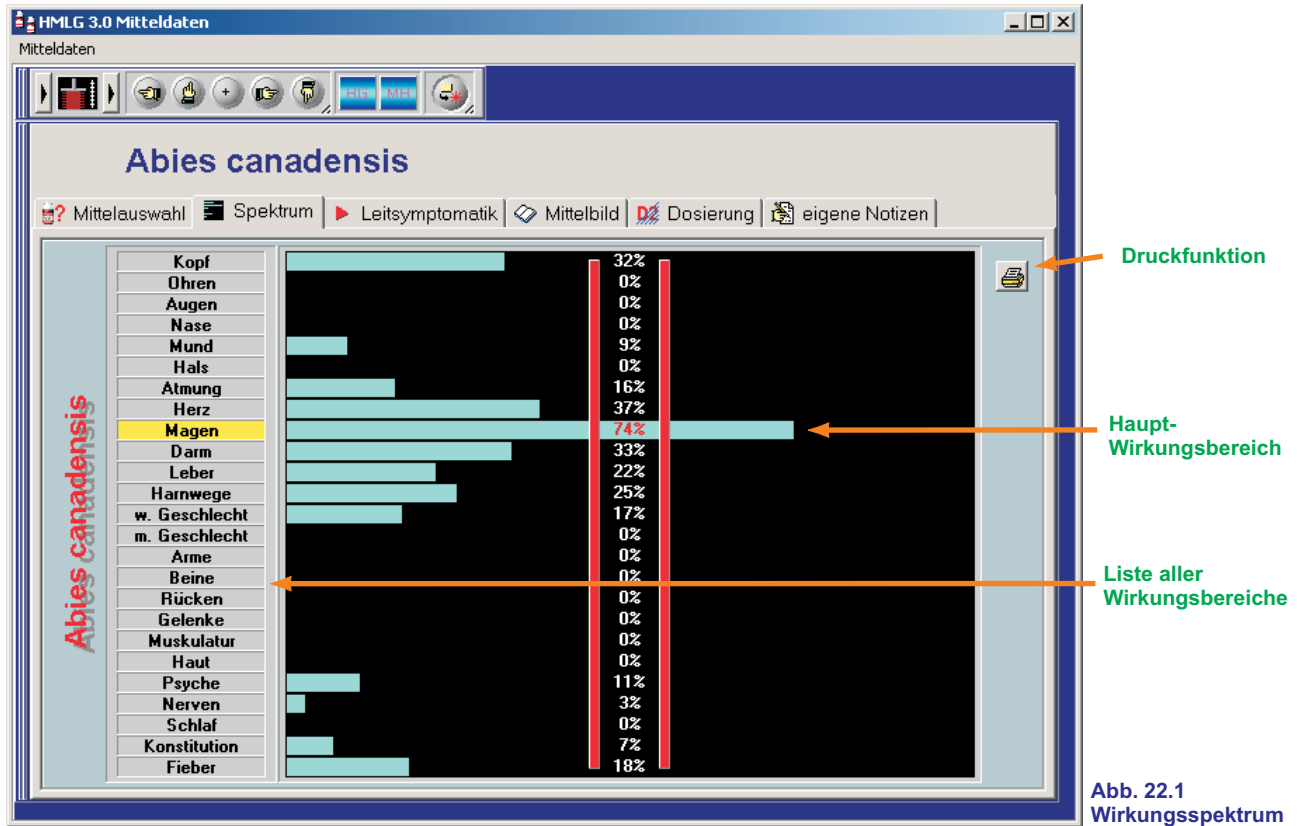 HMLG 3.0 Mitteldaten
Mitteldaten
HG MH
Abies canadensis
Mittelauswahl Spektrum Leitsymptomatik Mittelbild D2 Dosierung eigene Notizen
Abies canadensis
Kopf 32%
Ohren 0%
Augen 0%
Nase 0%
Mund 9%
Hals 0%
Atmung 16%
Herz 37%
Magen 74%
Darm 33%
Leber 22%
Harnwege 25%
w. Geschlecht 17%
m. Geschlecht 0%
Arme 0%
Beine 0%
Rücken 0%
Gelenke 0%
Muskulatur 0%
Haut 0%
Psyche 11%
Nerven 3%
Schlaf 0%
Konstitution 7%
Fieber 18%
Druckfunktion
Haupt-
Wirkungsbereich
Liste aller
Wirkungsbereiche
Abb. 22.1
Wirkungsspektrum